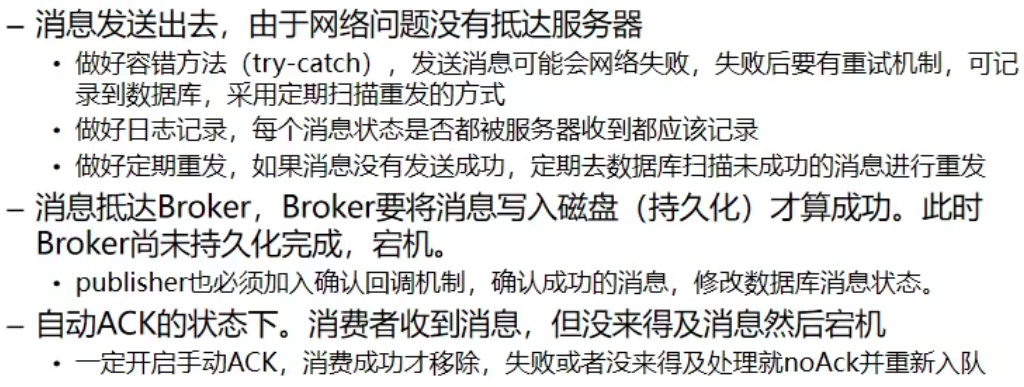 – 消息发送出去，由于网络问题没有抵达服务器
• 做好容错方法（try-catch），发送消息可能会网络失败，失败后要有重试机制，可记
录到数据库，采用定期扫描重发的方式
• 做好日志记录，每个消息状态是否都被服务器收到都应该记录
• 做好定期重发，如果消息没有发送成功，定期去数据库扫描未成功的消息进行重发
– 消息抵达Broker，Broker要将消息写入磁盘（持久化）才算成功。此时
Broker尚未持久化完成，宕机。
• publisher也必须加入确认回调机制，确认成功的消息，修改数据库消息状态。
– 自动ACK的状态下。消费者收到消息，但没来得及消息然后宕机
• 一定开启手动ACK，消费成功才移除，失败或者没来得及处理就noAck并重新入队